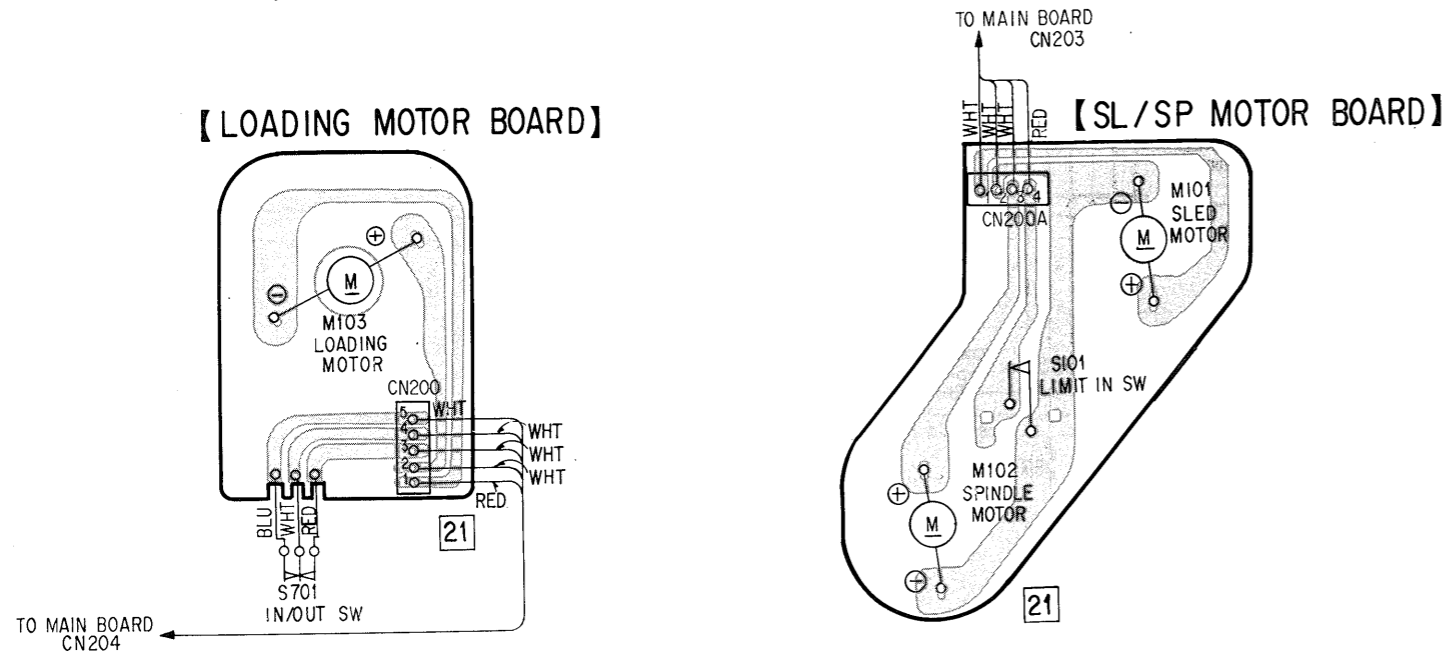 TO MAIN BOARD
CN203
【LOADING MOTOR BOARD】
WHT
WHT
WHT
RED
【SL/SP MOTOR BOARD】
1 2 3 4
CN200A
M101
SLED
MOTOR
M
⊖
⊕
⊕
M
⊖
M103
LOADING
MOTOR
CN200
5
4
3
2
1
WHT
WHT
WHT
WHT
RED
S101
LIMIT IN SW
M102
SPINDLE
MOTOR
⊕
M
⊕
BLU
WHT
RED
21
S701
IN/OUT SW
21
TO MAIN BOARD
CN204